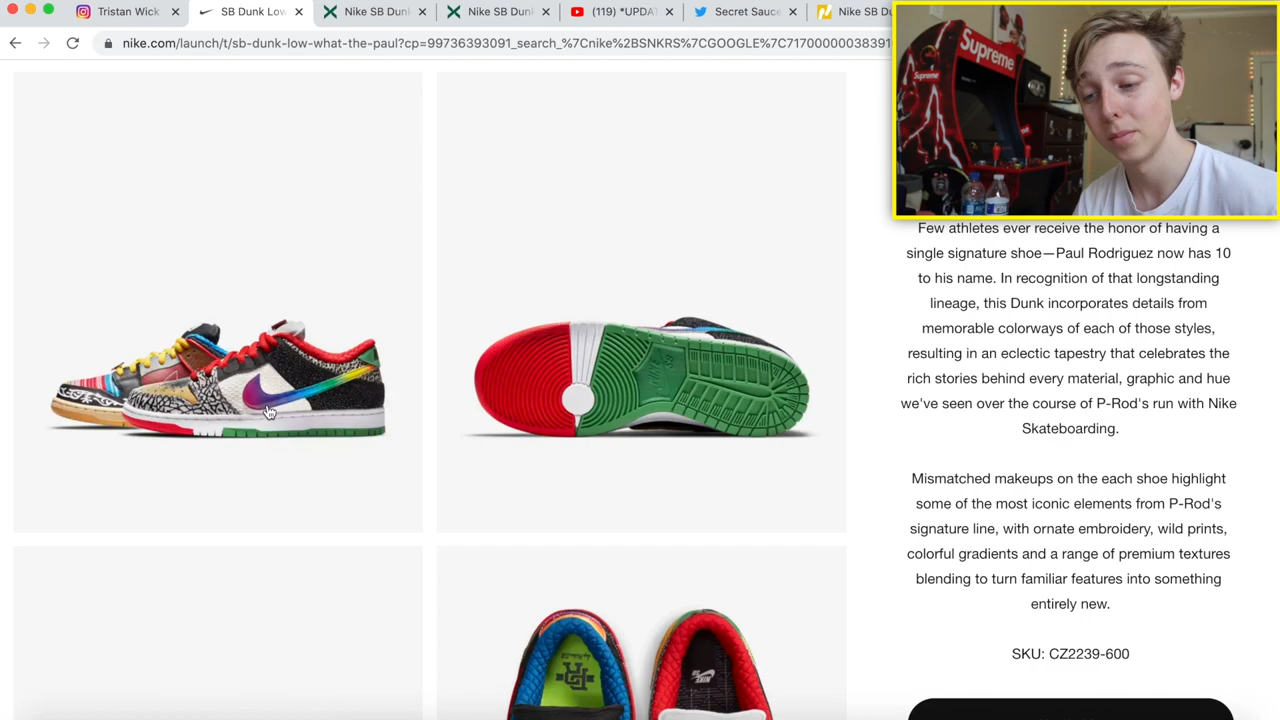 Tristan Wick
SB Dunk Low
Nike SB Dun
Nike SB Dun
(119) *UPDA
Secret Sauce
Nike SB Du
nike.com/launch/t/sb-dunk-low-what-the-paul?cp=99736393091_search_%7Cnike%2BSNKRS%7CGOOGLE%7C7170000003839
Supreme
Supreme
Few athletes ever receive the honor of having a
single signature shoe—Paul Rodriguez now has 10
to his name. In recognition of that longstanding
lineage, this Dunk incorporates details from
memorable colorways of each of those styles,
resulting in an eclectic tapestry that celebrates the
rich stories behind every material, graphic and hue
we've seen over the course of P-Rod's run with Nike
Skateboarding.
Mismatched makeups on the each shoe highlight
some of the most iconic elements from P-Rod's
signature line, with ornate embroidery, wild prints,
colorful gradients and a range of premium textures
blending to turn familiar features into something
entirely new.
SKU: CZ2239-600